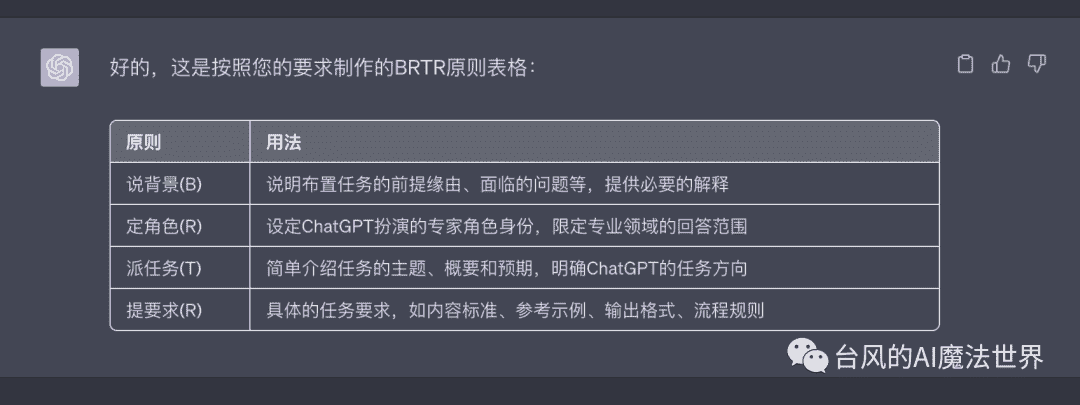 好的，这是按照您的要求制作的BRTR原则表格：
原则 用法
说背景(B) 说明布置任务的前提缘由、面临的问题等，提供必要的解释
定角色(R) 设定ChatGPT扮演的专家角色身份，限定专业领域的回答范围
派任务(T) 简单介绍任务的主题、概要和预期，明确ChatGPT的任务方向
提要求(R) 具体的任务要求，如内容标准、参考示例、输出格式、流程规则
台风的AI魔法世界